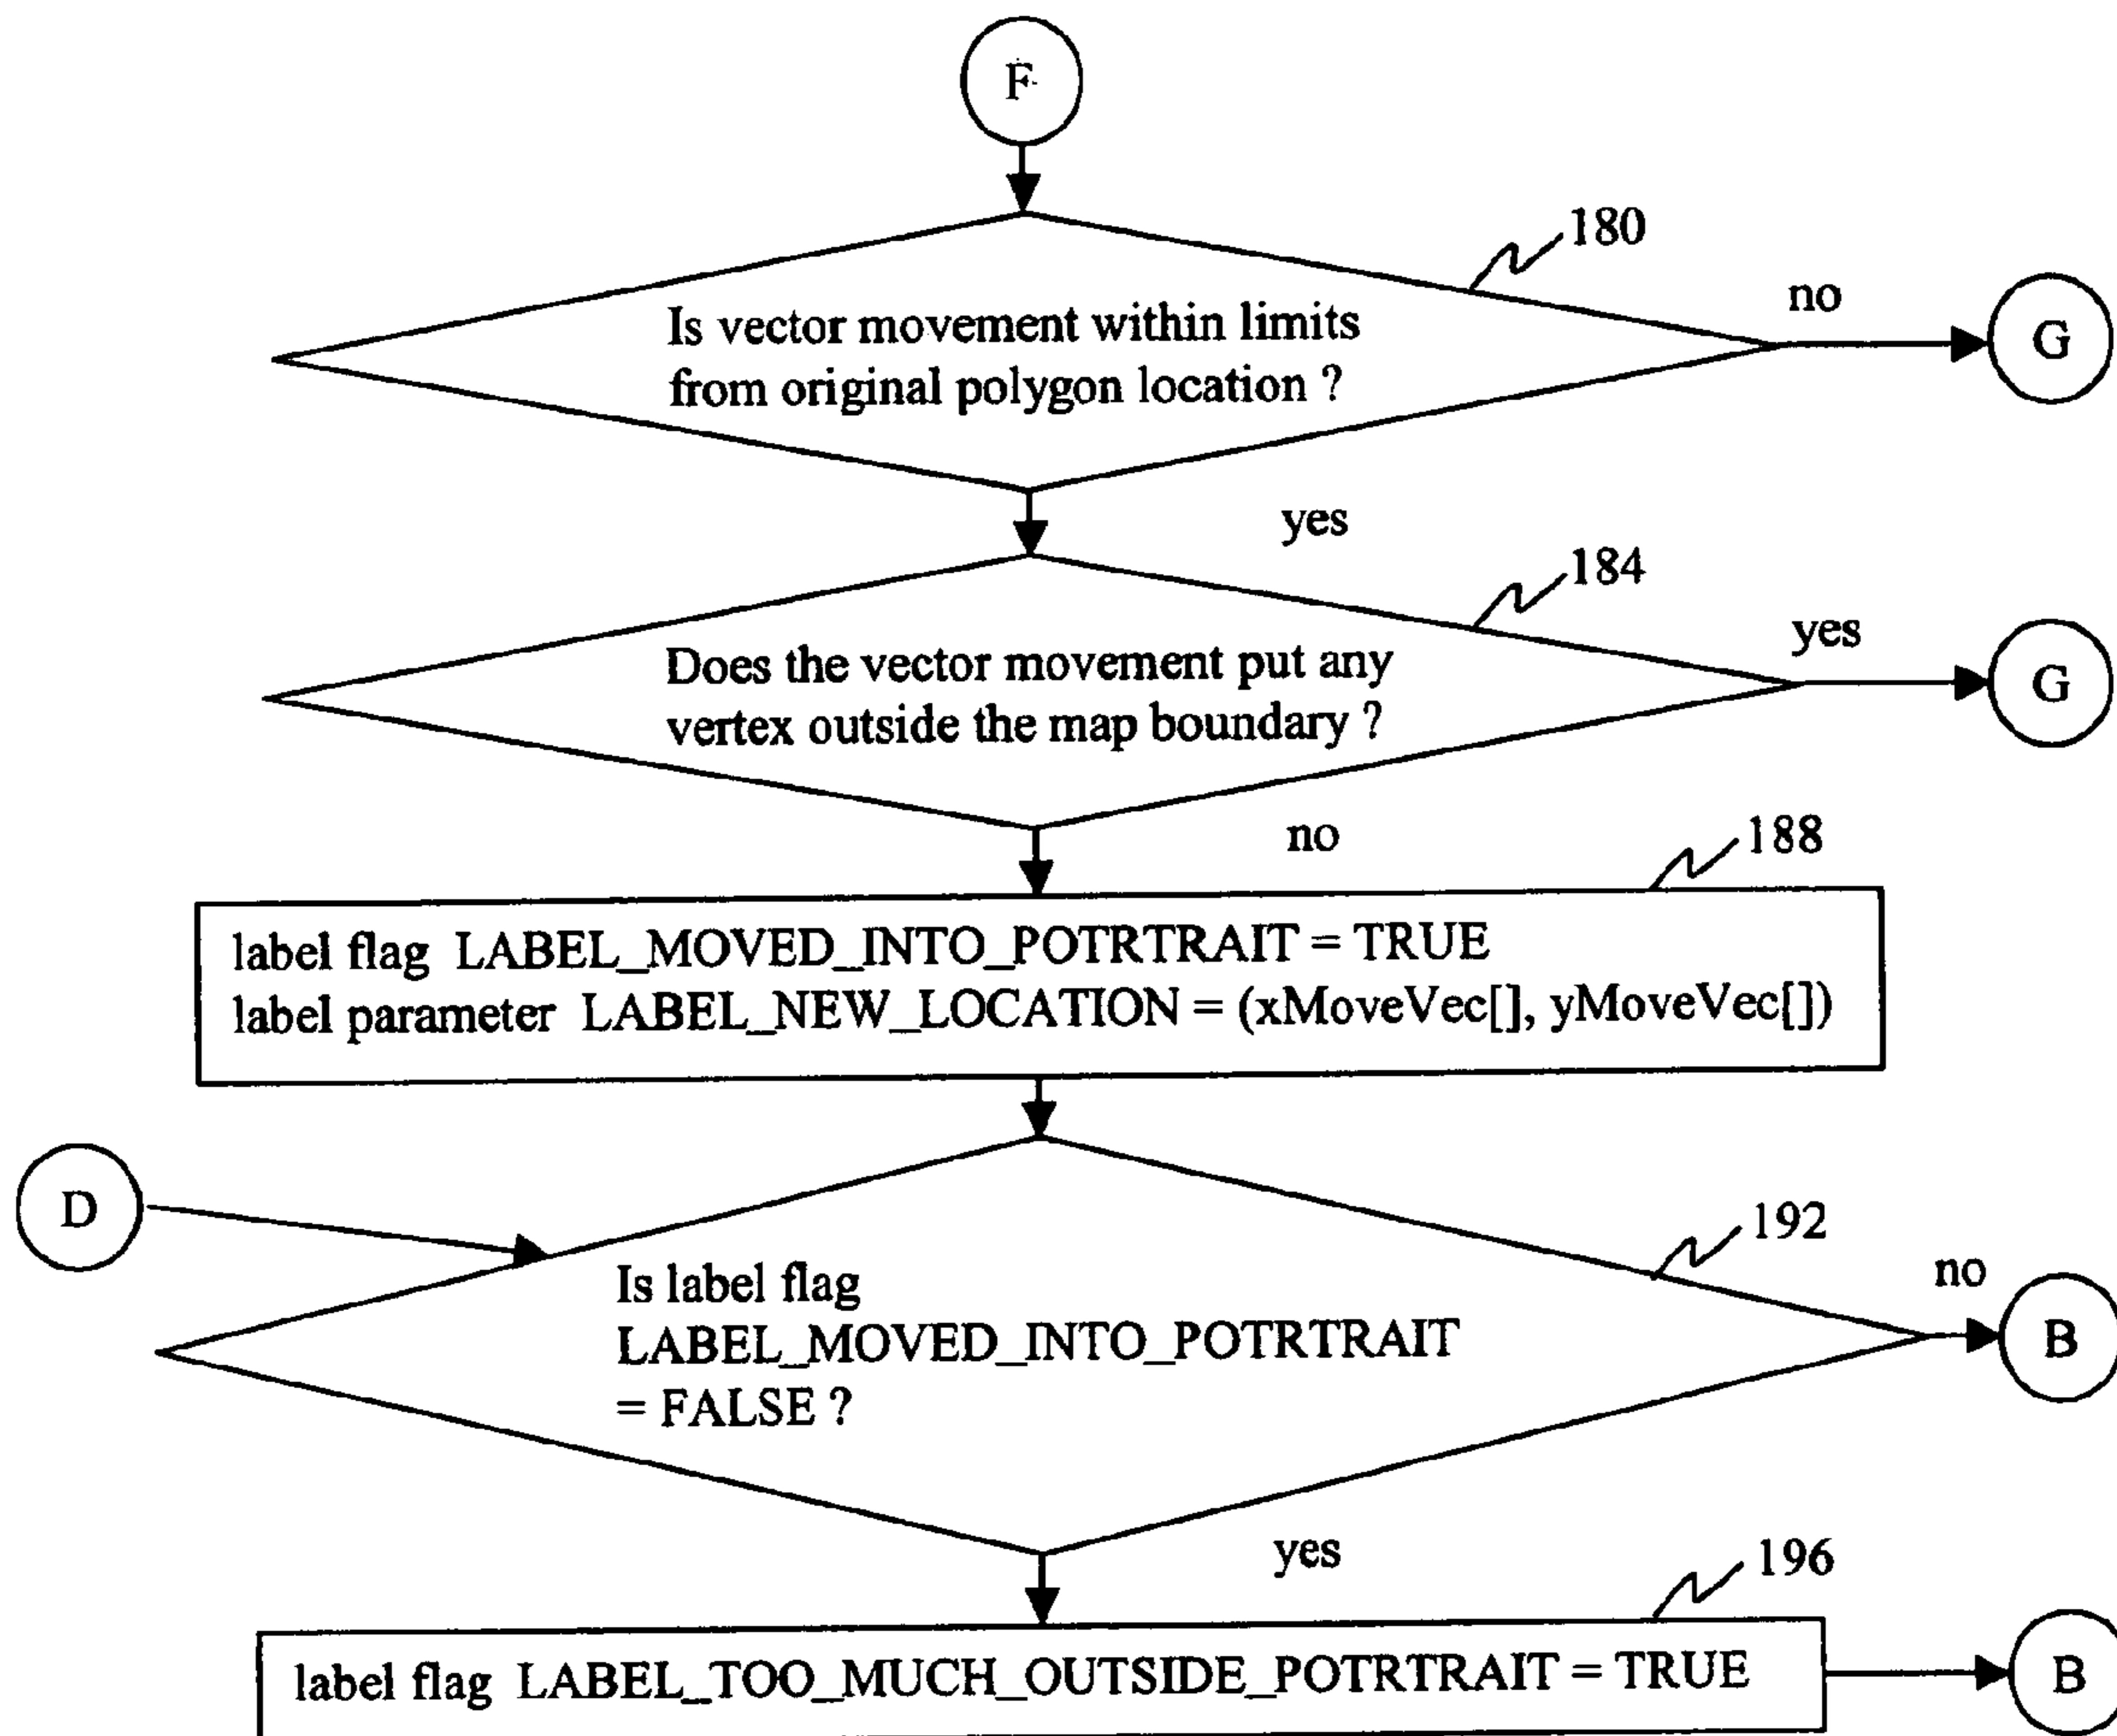 F
180
no
Is vector movement within limits
G
from original polygon location ?
yes
184
yes
Does the vector movement put any
G
vertex outside the map boundary ?
no
188
label flag LABEL_MOVED_INTO_POTRTRAIT = TRUE
label parameter LABEL_NEW_LOCATION = (xMoveVec[], yMoveVec[])
D
192
no
Is label flag
LABEL_MOVED_INTO_POTRTRAIT
B
= FALSE ?
yes
196
label flag LABEL_TOO_MUCH_OUTSIDE_POTRTRAIT = TRUE
B